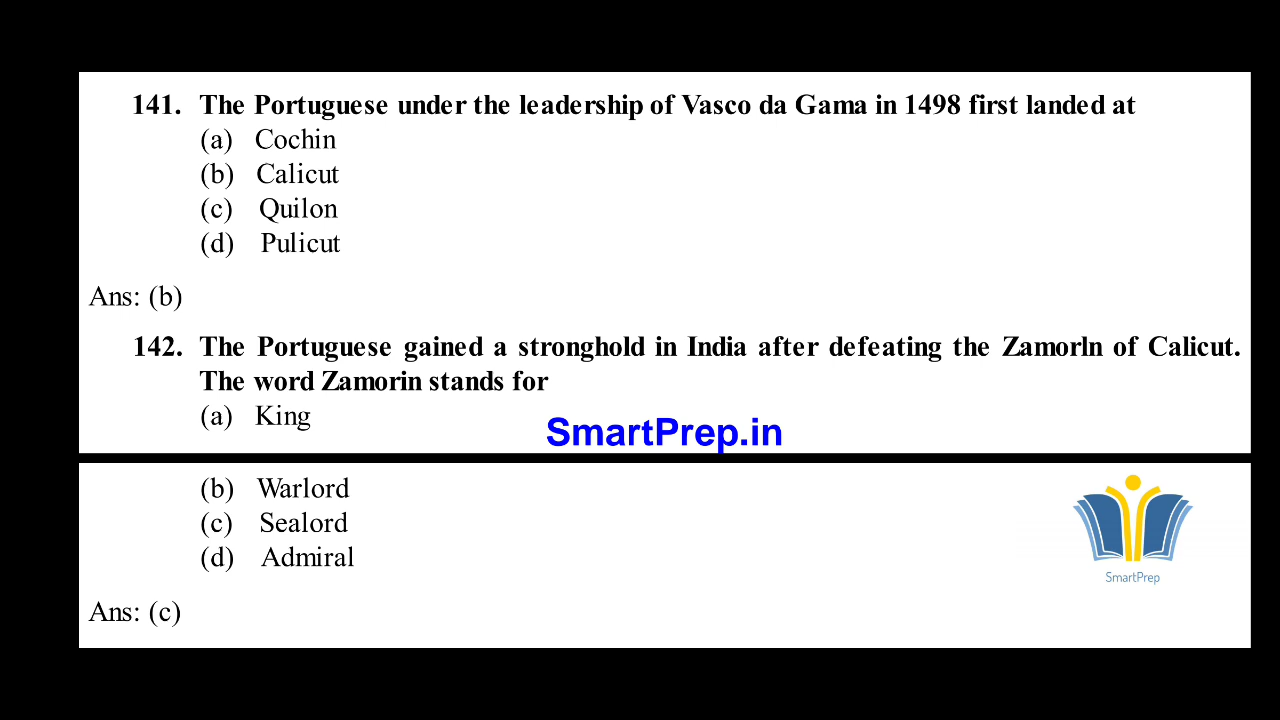 141. The Portuguese under the leadership of Vasco da Gama in 1498 first landed at
(a) Cochin
(b) Calicut
(c) Quilon
(d) Pulicut
Ans: (b)
142. The Portuguese gained a stronghold in India after defeating the Zamorln of Calicut.
The word Zamorin stands for
(a) King
SmartPrep.in
(b) Warlord
(c) Sealord
(d) Admiral
SmartPrep
Ans: (c)